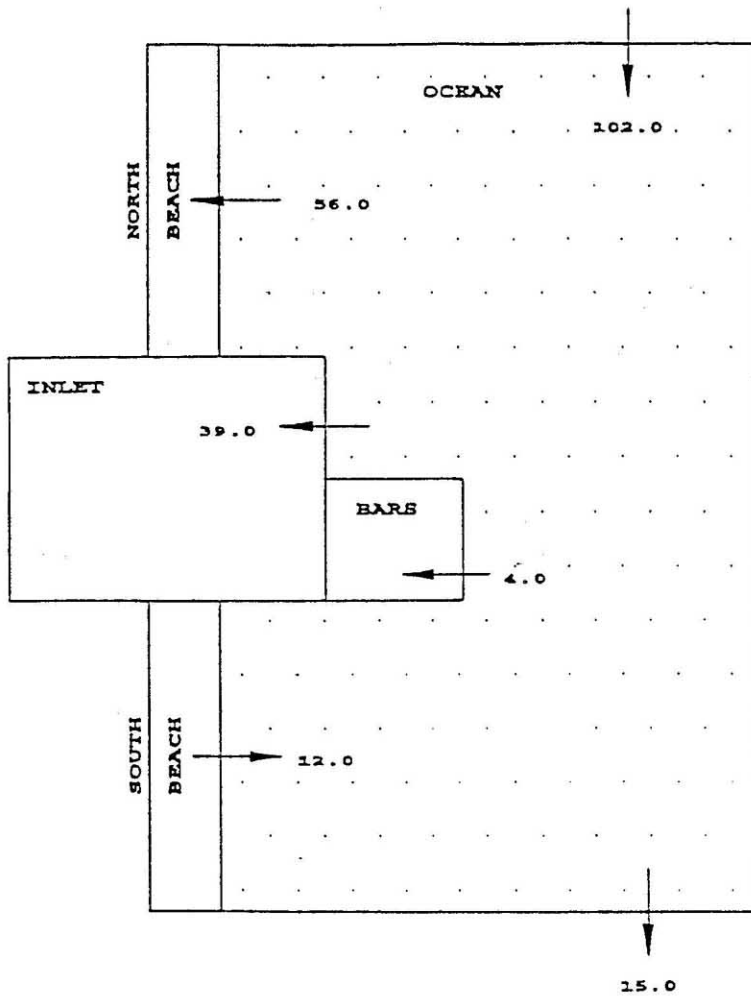 OCEAN
102.0
NORTH
BEACH
56.0
INLET
39.0
BARS
4.0
SOUTH
BEACH
12.0
15.0